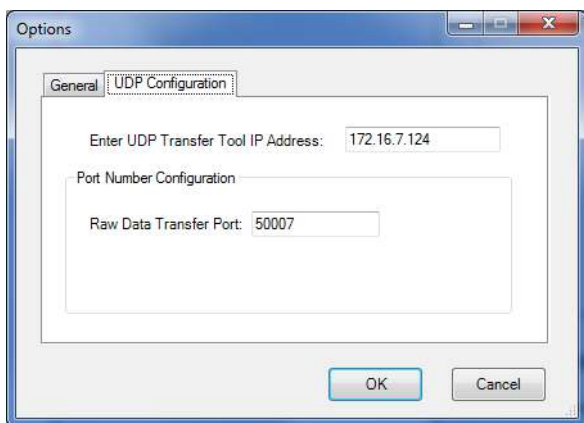 Options
General UDP Configuration
Enter UDP Transfer Tool IP Address: 172.16.7.124
Port Number Configuration
Raw Data Transfer Port: 50007
OK Cancel